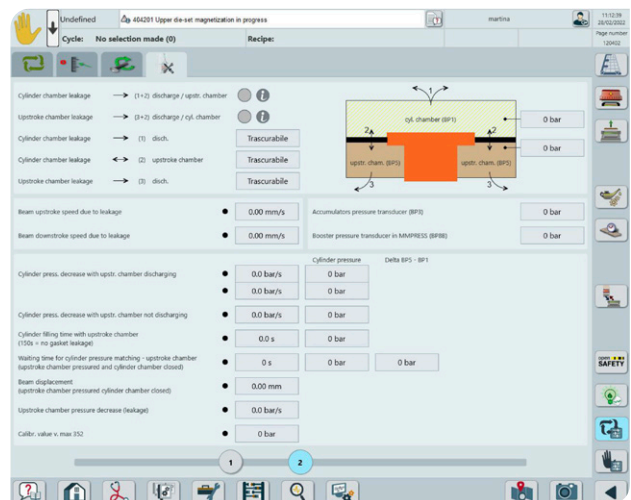 Undefined
404201 Upper die-set magnetization in progress
martina
11:12:39
28/02/2022
Cycle: No selection made (0)
Recipe:
Page number
120402
Cylinder chamber leakage (1+2) discharge / upstr. chamber
Upstroke chamber leakage (3+2) discharge / cyl. chamber
Cylinder chamber leakage (1) disch. Trascurabile
Cylinder chamber leakage (2) upstroke chamber Trascurabile
Upstroke chamber leakage (3) disch. Trascurabile
1
cyl. chamber (BP1)
0 bar
2 2
0 bar
upstr. cham. (BP5) upstr. cham. (BP5)
3 3
Beam upstroke speed due to leakage 0.00 mm/s
Accumulators pressure transducer (BP3) 0 bar
Beam downstroke speed due to leakage 0.00 mm/s
Booster pressure transducer in MMPRESS (BP88) 0 bar
Cylinder pressure Delta BP5 - BP1
Cylinder press. decrease with upstr. chamber discharging 0.0 bar/s 0 bar
0.0 bar/s 0 bar
Cylinder press. decrease with upstr. chamber not discharging 0.0 bar/s 0 bar
Cylinder filling time with upstroke chamber
(150s = no gasket leakage) 0.0 s 0 bar
Waiting time for cylinder pressure matching - upstroke chamber
(upstroke chamber pressured and cylinder chamber closed) 0 s 0 bar 0 bar
Beam displacement
(upstroke chamber pressured cylinder chamber closed) 0.00 mm
Upstroke chamber pressure decrease (leakage) 0.0 bar/s
Calibr. value v. max 352 0 bar
SAFETY
1 2